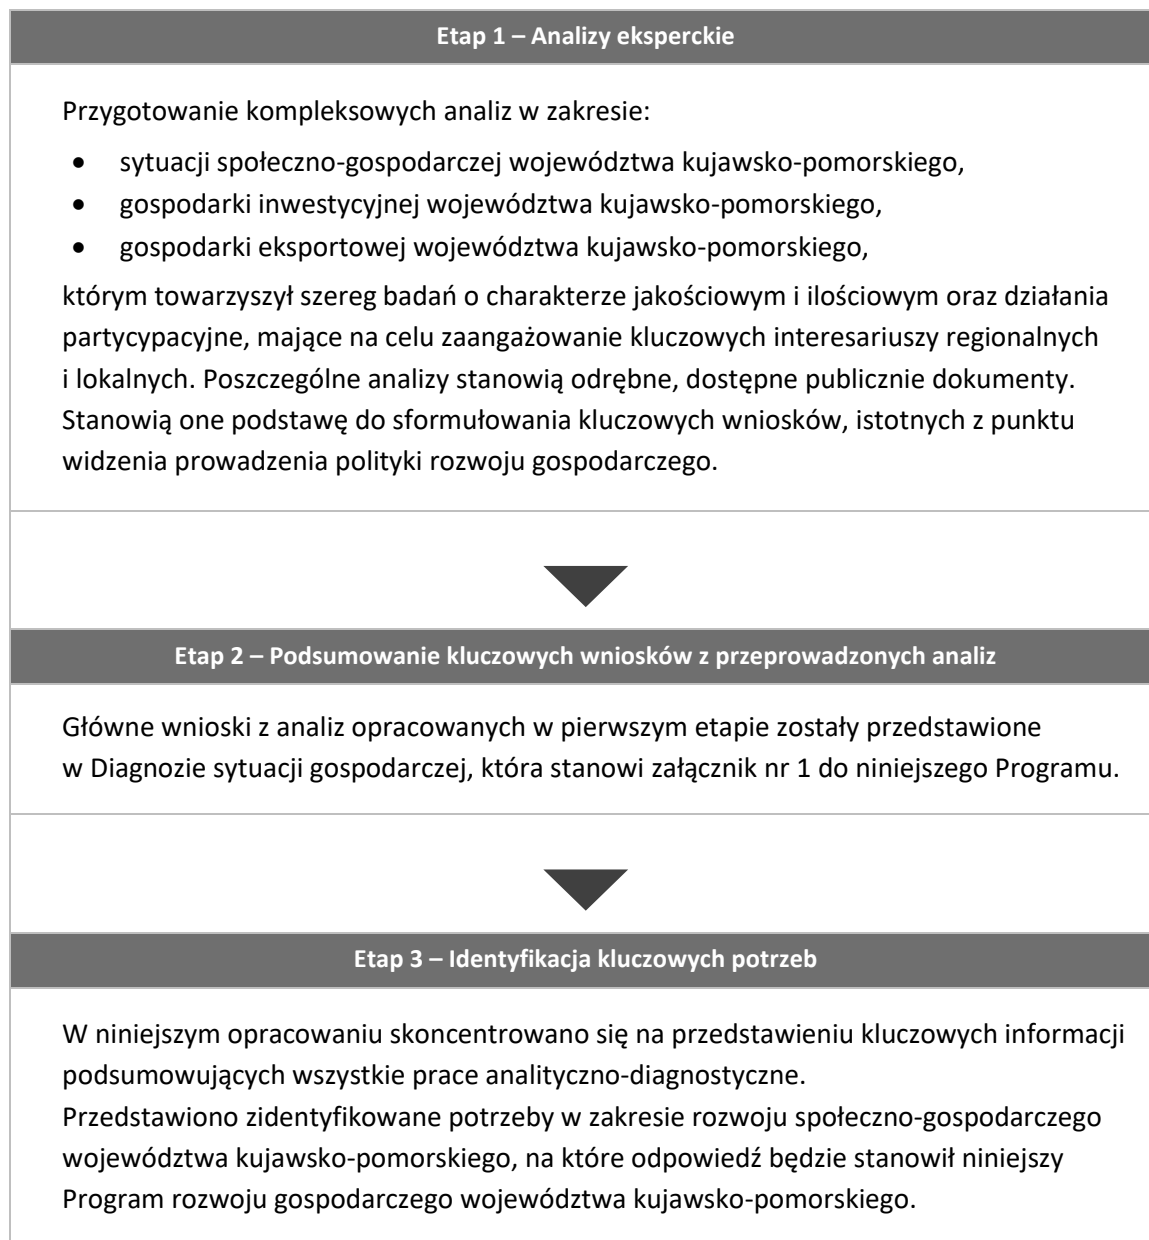 Etap 1 – Analizy eksperckie
Przygotowanie kompleksowych analiz w zakresie:
• sytuacji społeczno-gospodarczej województwa kujawsko-pomorskiego,
• gospodarki inwestycyjnej województwa kujawsko-pomorskiego,
• gospodarki eksportowej województwa kujawsko-pomorskiego,
którym towarzyszył szereg badań o charakterze jakościowym i ilościowym oraz działania
partycypacyjne, mające na celu zaangażowanie kluczowych interesariuszy regionalnych
i lokalnych. Poszczególne analizy stanowią odrębne, dostępne publicznie dokumenty.
Stanowią one podstawę do sformułowania kluczowych wniosków, istotnych z punktu
widzenia prowadzenia polityki rozwoju gospodarczego.
Etap 2 – Podsumowanie kluczowych wniosków z przeprowadzonych analiz
Główne wnioski z analiz opracowanych w pierwszym etapie zostały przedstawione
w Diagnozie sytuacji gospodarczej, która stanowi załącznik nr 1 do niniejszego Programu.
Etap 3 – Identyfikacja kluczowych potrzeb
W niniejszym opracowaniu skoncentrowano się na przedstawieniu kluczowych informacji
podsumowujących wszystkie prace analityczno-diagnostyczne.
Przedstawiono zidentyfikowane potrzeby w zakresie rozwoju społeczno-gospodarczego
województwa kujawsko-pomorskiego, na które odpowiedź będzie stanowił niniejszy
Program rozwoju gospodarczego województwa kujawsko-pomorskiego.